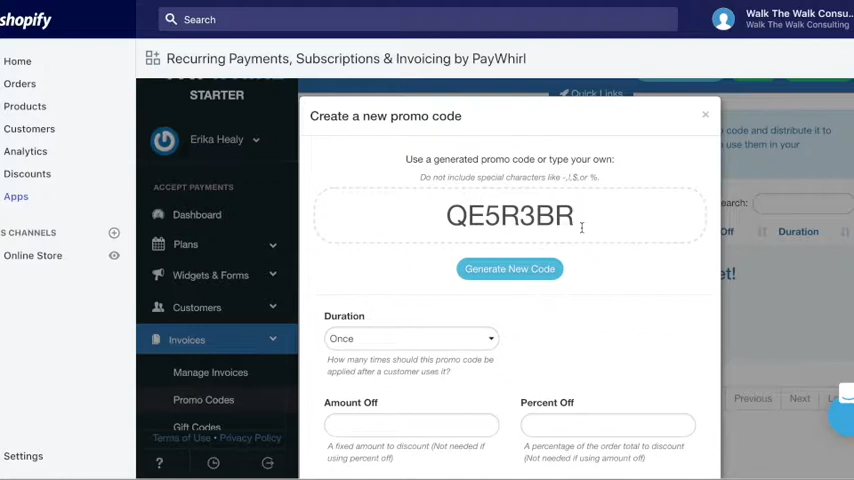 shopify
Search
Walk The Walk Consu...
Walk The Walk Consulting
Recurring Payments, Subscriptions & Invoicing by PayWhirl
Home
Orders
Products
Customers
Analytics
Discounts
Apps
S CHANNELS
Online Store
Settings
STARTER
Erika Healy
ACCEPT PAYMENTS
Dashboard
Plans
Widgets & Forms
Customers
Invoices
Manage Invoices
Promo Codes
Gift Codes
Terms of Use • Privacy Policy
?
Quick Links
Create a new promo code
×
Use a generated promo code or type your own:
Do not include special characters like -,!,$,or %.
QE5R3BR
Generate New Code
Duration
Once
How many times should this promo code be
applied after a customer uses it?
Amount Off
A fixed amount to discount (Not needed if
using percent off)
Percent Off
A percentage of the order total to discount
(Not needed if using amount off)
code and distribute it to
use them in your
earch:
Off
Duration
et!
Previous
Next